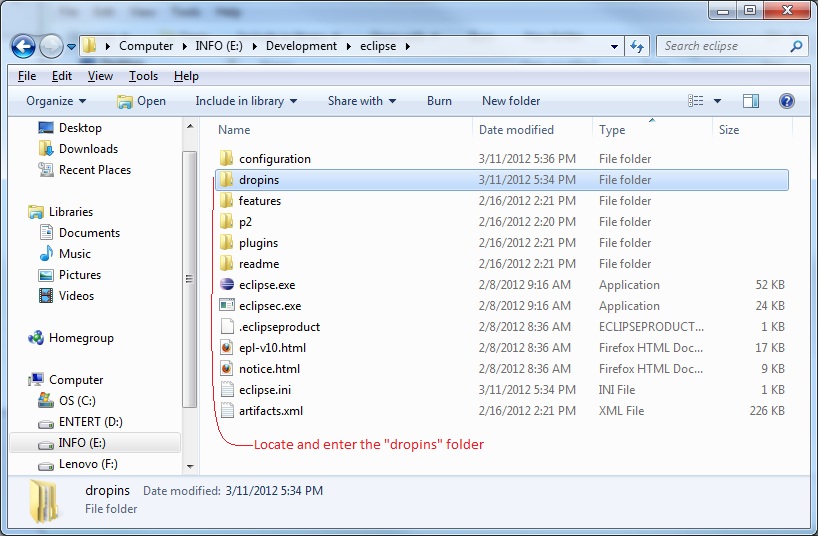 Computer ▸ INFO (E:) ▸ Development ▸ eclipse ▸
Search eclipse
File Edit View Tools Help
Organize Open Include in library Share with Burn New folder
Name Date modified Type Size
Desktop
Downloads
Recent Places
Libraries
Documents
Music
Pictures
Videos
Homegroup
Computer
OS (C:)
ENTERT (D:)
INFO (E:)
Lenovo (F:)
configuration 3/11/2012 5:36 PM File folder
dropins 3/11/2012 5:34 PM File folder
features 2/16/2012 2:21 PM File folder
p2 2/16/2012 2:20 PM File folder
plugins 2/16/2012 2:21 PM File folder
readme 2/16/2012 2:21 PM File folder
eclipse.exe 2/8/2012 9:16 AM Application 52 KB
eclipsec.exe 2/8/2012 9:16 AM Application 24 KB
.eclipseproduct 2/8/2012 8:36 AM ECLIPSEPRODUCT... 1 KB
epl-v10.html 2/8/2012 8:36 AM Firefox HTML Doc... 17 KB
notice.html 2/8/2012 8:36 AM Firefox HTML Doc... 9 KB
eclipse.ini 3/11/2012 5:34 PM INI File 1 KB
artifacts.xml 2/16/2012 2:21 PM XML File 226 KB
Locate and enter the "dropins" folder
dropins Date modified: 3/11/2012 5:34 PM
File folder